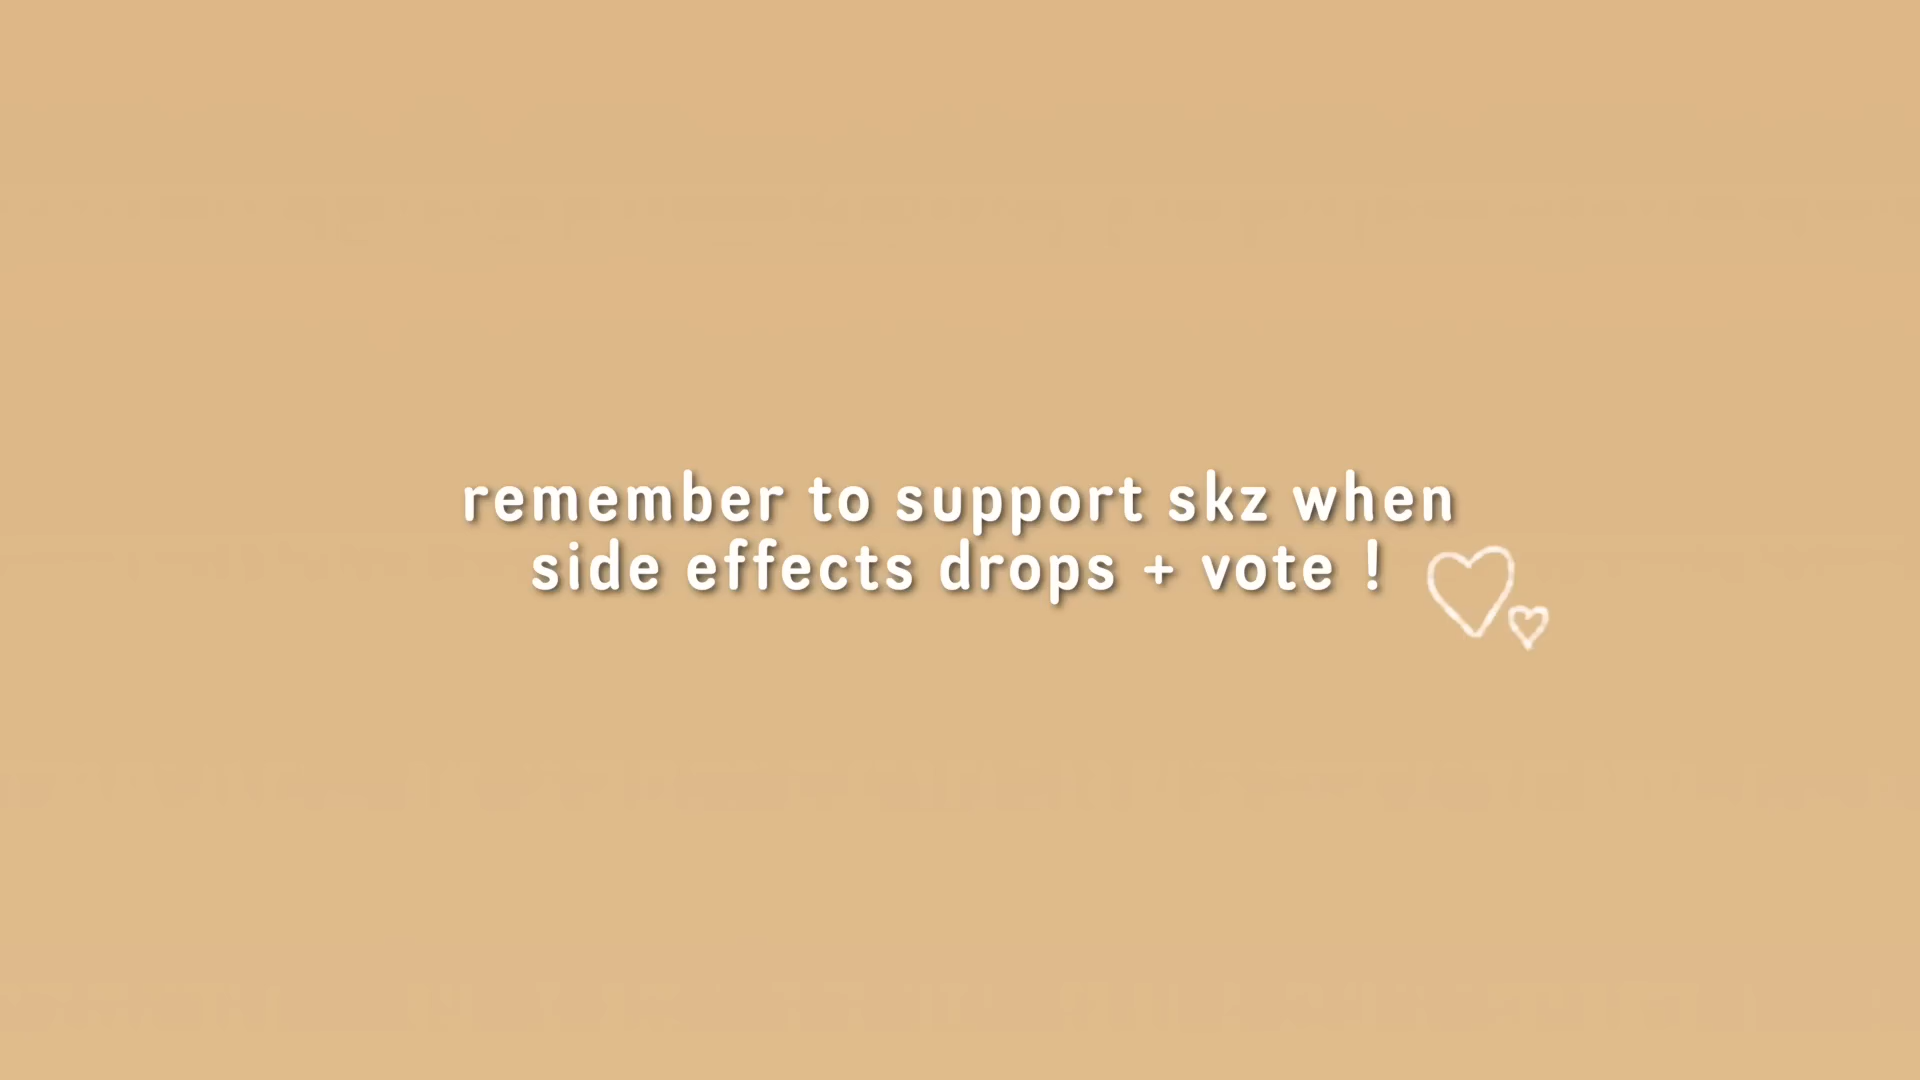 remember to support skz when
side effects drops + vote !